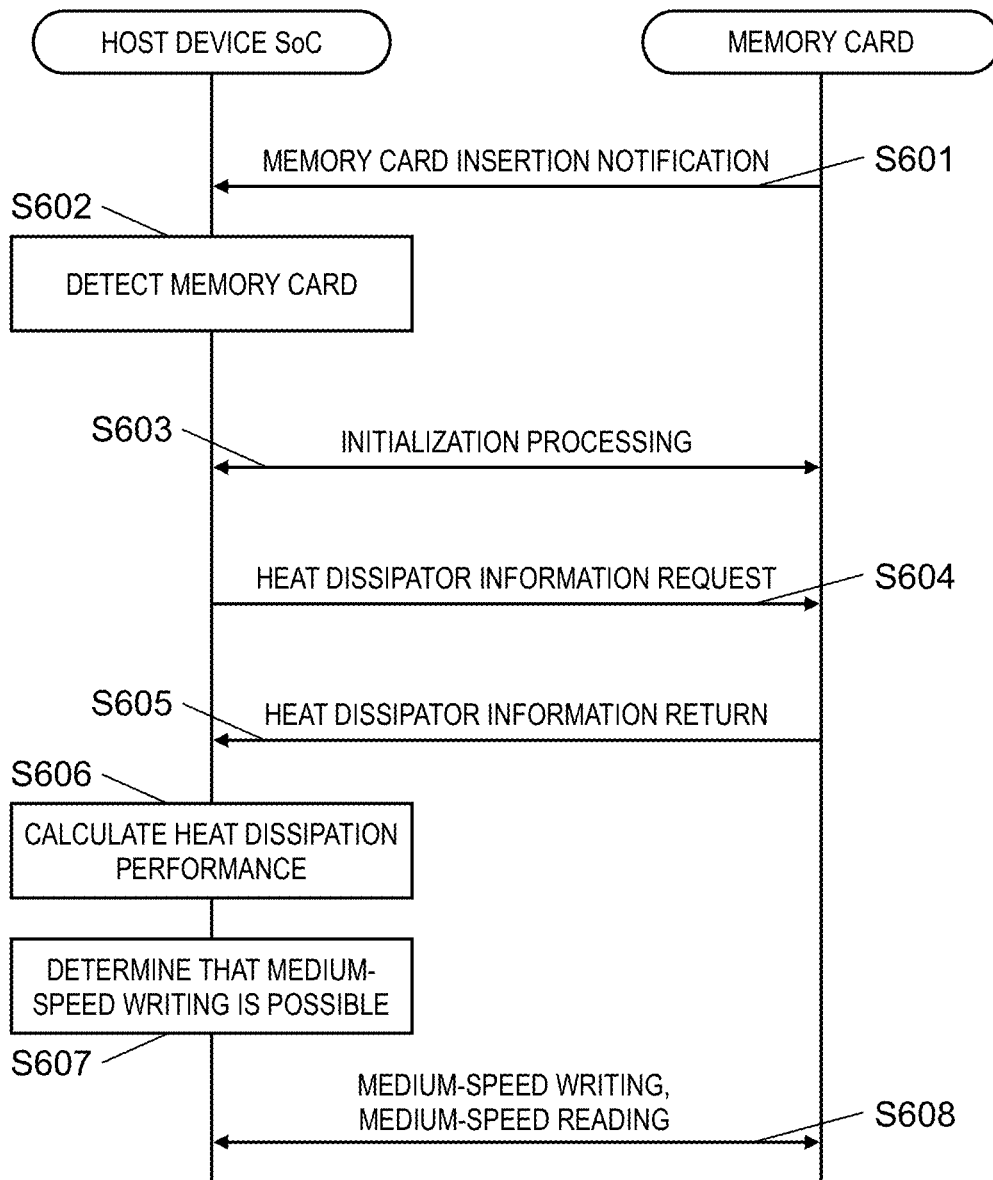 HOST DEVICE SoC
MEMORY CARD
MEMORY CARD INSERTION NOTIFICATION
S601
S602
DETECT MEMORY CARD
S603
INITIALIZATION PROCESSING
HEAT DISSIPATOR INFORMATION REQUEST
S604
S605
HEAT DISSIPATOR INFORMATION RETURN
S606
CALCULATE HEAT DISSIPATION
PERFORMANCE
DETERMINE THAT MEDIUM-
SPEED WRITING IS POSSIBLE
S607
MEDIUM-SPEED WRITING,
MEDIUM-SPEED READING
S608